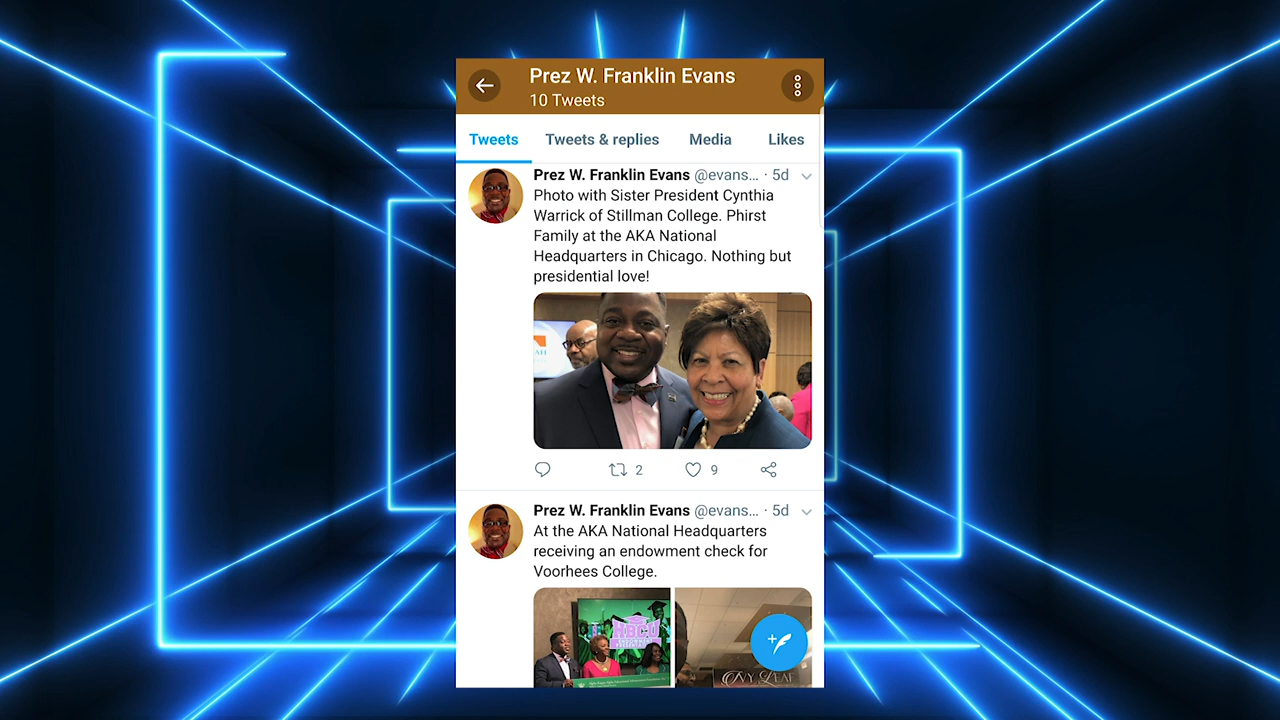 Prez W. Franklin Evans
10 Tweets
Tweets Tweets & replies Media Likes
Prez W. Franklin Evans @evans... · 5d
Photo with Sister President Cynthia
Warrick of Stillman College. Phirst
Family at the AKA National
Headquarters in Chicago. Nothing but
presidential love!
AH
2 9
Prez W. Franklin Evans @evans... · 5d
At the AKA National Headquarters
receiving an endowment check for
Voorhees College.
HBCU
IVY LEAF